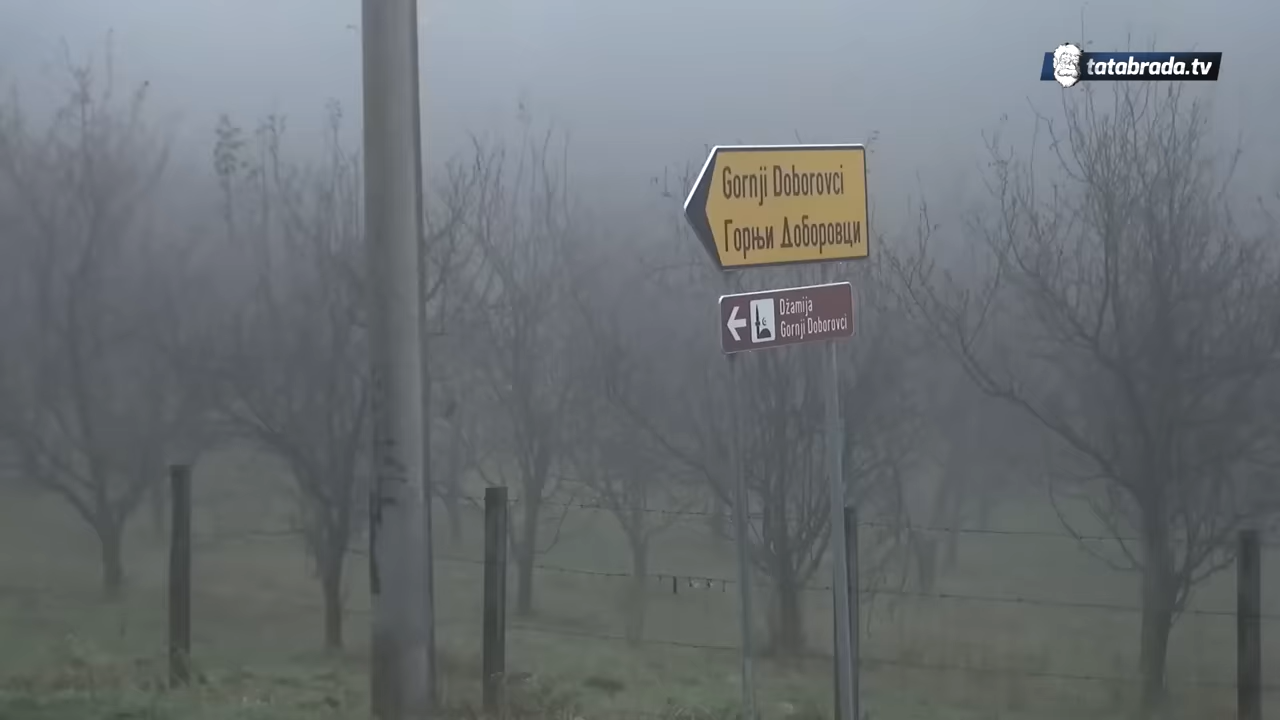 tatabrada.tv
Gornji Doborovci
Горњи Доборовци
Džamija
Gornji Doborovci